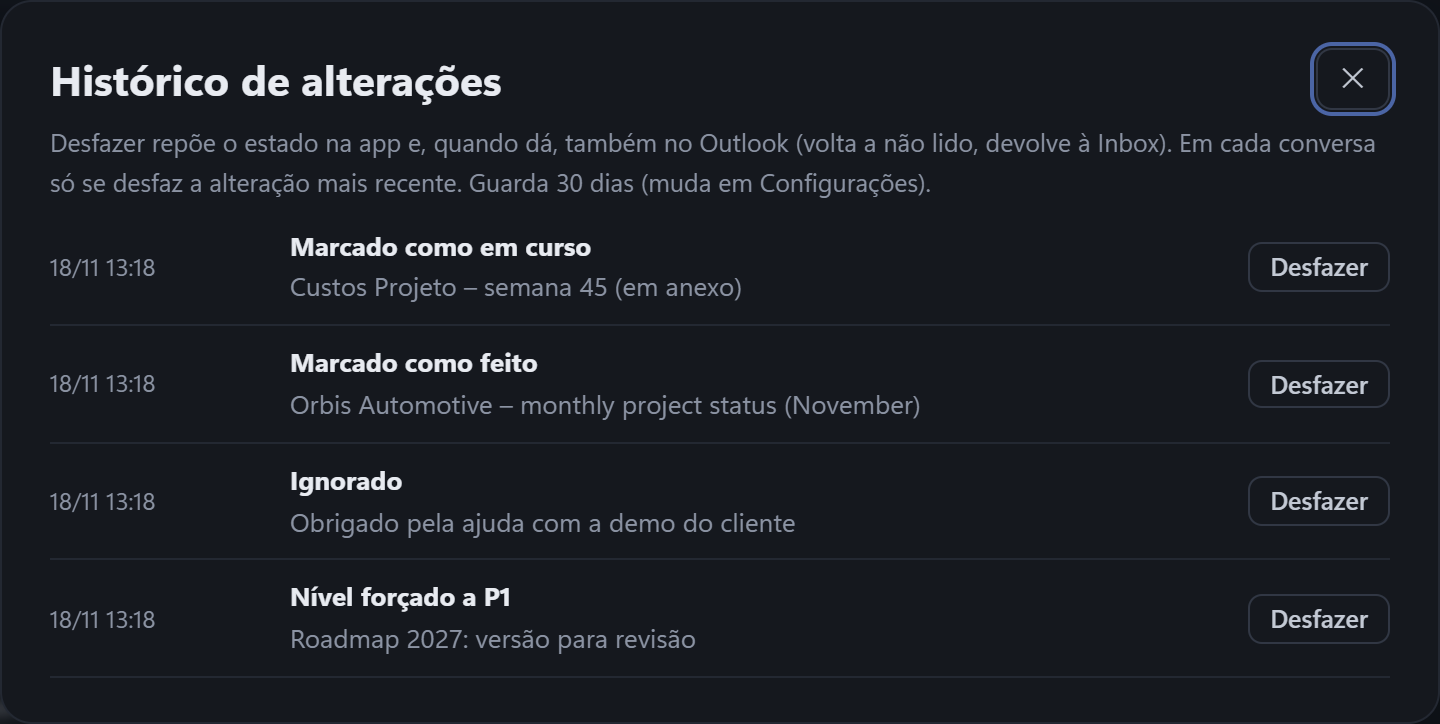 Histórico de alterações
Desfazer repõe o estado na app e, quando dá, também no Outlook (volta a não lido, devolve à Inbox). Em cada conversa
só se desfaz a alteração mais recente. Guarda 30 dias (muda em Configurações).
18/11 13:18
Marcado como em curso
Custos Projeto – semana 45 (em anexo)
Desfazer
18/11 13:18
Marcado como feito
Orbis Automotive – monthly project status (November)
Desfazer
18/11 13:18
Ignorado
Obrigado pela ajuda com a demo do cliente
Desfazer
18/11 13:18
Nível forçado a P1
Roadmap 2027: versão para revisão
Desfazer